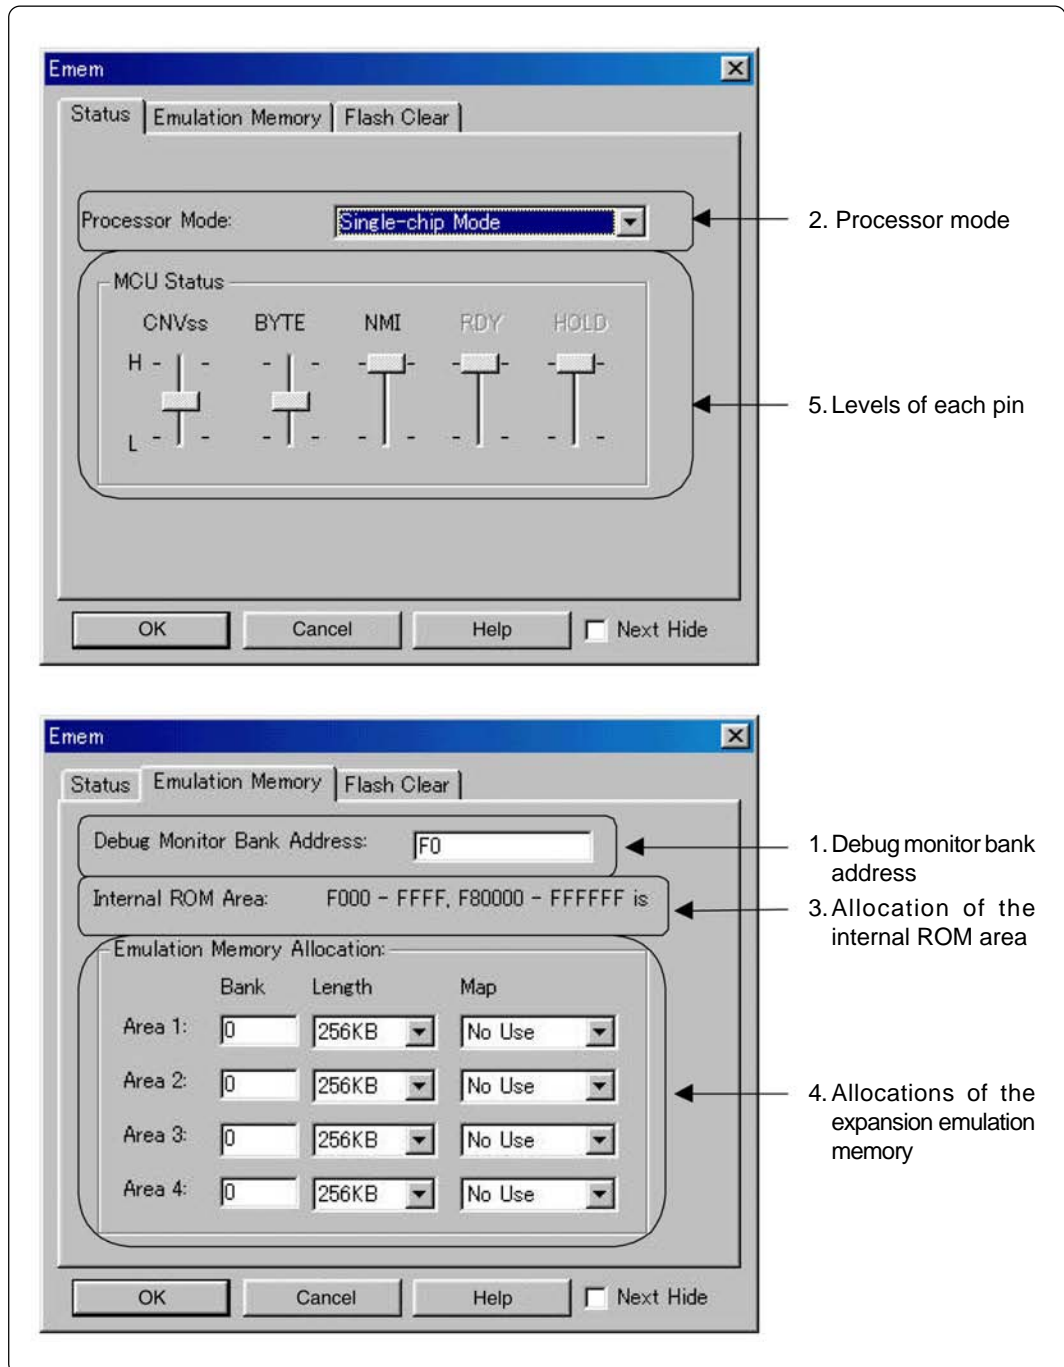 Emem
Status Emulation Memory Flash Clear
Processor Mode: Single-chip Mode
2. Processor mode
MCU Status
CNVss BYTE NMI RDY HOLD
H
L
5. Levels of each pin
OK Cancel Help Next Hide
Emem
Status Emulation Memory Flash Clear
Debug Monitor Bank Address: F0
1. Debug monitor bank
address
Internal ROM Area: F000 - FFFF, F80000 - FFFFFF is
3. Allocation of the
internal ROM area
Emulation Memory Allocation:
Bank Length Map
Area 1: 0 256KB No Use
Area 2: 0 256KB No Use
4. Allocations of the
expansion emulation
memory
Area 3: 0 256KB No Use
Area 4: 0 256KB No Use
OK Cancel Help Next Hide